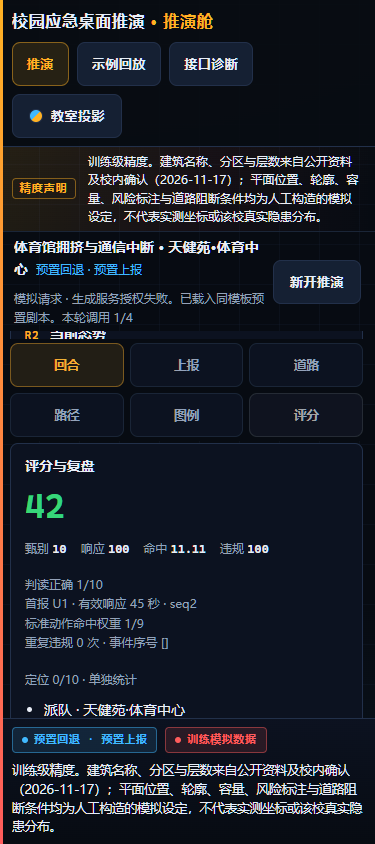 校园应急桌面推演 • 推演舱
推演
示例回放
接口诊断
教室投影
精度声明
训练级精度。建筑名称、分区与层数来自公开资料
及校内确认（2026-11-17）；平面位置、轮廓、容
量、风险标注与道路阻断条件均为人工构造的模拟
设定，不代表实测坐标或该校真实隐患分布。
体育馆拥挤与通信中断 • 天健苑•体育中
心 预置回退 · 预置上报
新开推演
模拟请求 · 生成服务授权失败。已载入同模板预
置剧本。本轮调用 1/4
R2 当前态势
回合
上报
道路
路径
图例
评分
评分与复盘
42
甄别 10 响应 100 命中 11.11 违规 100
判读正确 1/10
首报 U1 · 有效响应 45 秒 · seq2
标准动作命中权重 1/9
重复违规 0 次 · 事件序号 []
定位 0/10 · 单独统计
• 派队 · 天健苑·体育中心
预置回退 · 预置上报
训练模拟数据
训练级精度。建筑名称、分区与层数来自公开资料及校内确认
（2026-11-17）；平面位置、轮廓、容量、风险标注与道路阻
断条件均为人工构造的模拟设定，不代表实测坐标或该校真实隐
患分布。